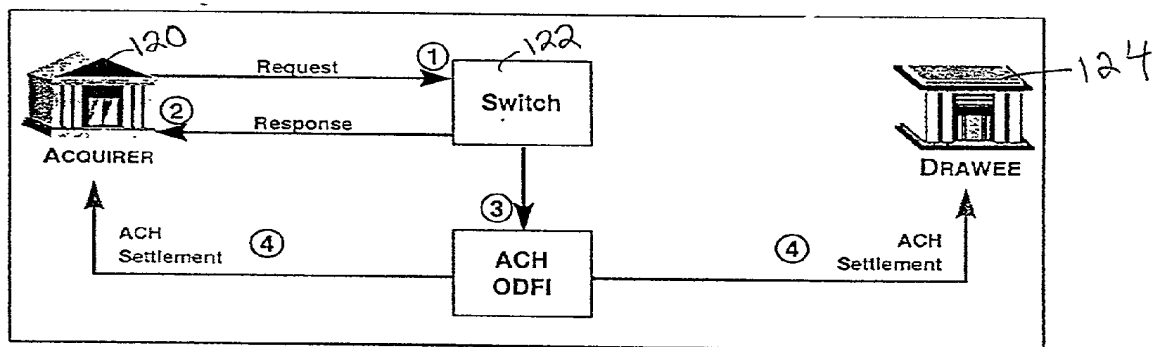 120
①
122
Request
Switch
②
Response
ACQUIRER
124
DRAWEE
③
ACH
Settlement
④
ACH
ODFI
④
ACH
Settlement